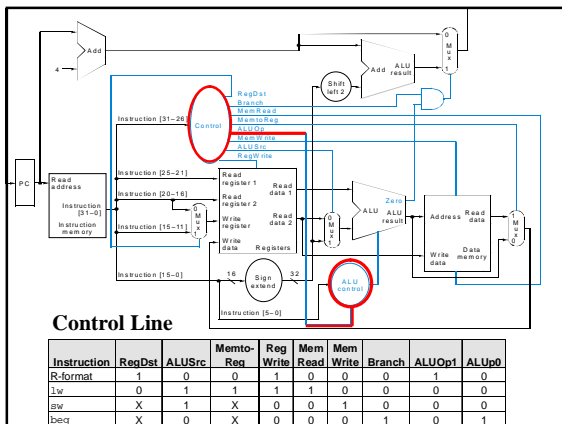 Add
4
Add ALU result
0 Mux 1
Shift left 2
RegDst
Branch
MemRead
MemtoReg
ALUOp
MemWrite
ALUSrc
RegWrite
Instruction [31–26]
Control
PC
Read address
Instruction [31–0]
Instruction memory
Instruction [25–21]
Instruction [20–16]
Instruction [15–11]
0 Mux 1
Read register 1
Read register 2
Write register
Write data
Read data 1
Read data 2
Registers
0 Mux 1
Zero
ALU
ALU result
Address
Read data
Write data
Data memory
1 Mux 0
Instruction [15–0]
16
Sign extend
32
ALU control
Instruction [5–0]
Control Line
Instruction RegDst ALUSrc Memto-Reg Reg Write Mem Read Mem Write Branch ALUOp1 ALUp0
R-format 1 0 0 1 0 0 0 1 0
lw 0 1 1 1 1 0 0 0 0
sw X 1 X 0 0 1 0 0 0
beq X 0 X 0 0 0 1 0 1